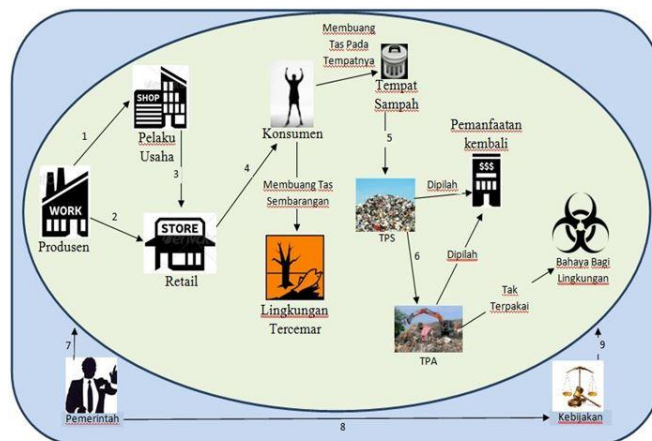 Membuang
Tas Pada
Tempatnya
SHOP
Tempat
Sampah
Konsumen
Pelaku
Usaha
Pemanfaatan
kembali
$$$
1
3
4
5
Membuang Tas
Sembarangan
Dipilah
WORK
Produsen
2
STORE
Retail
TPS
6
Dipilah
Bahaya Bagi
Lingkungan
Lingkungan
Tercemar
Tak
Terpakai
TPA
7
9
Pemerintah
8
Kebijakan